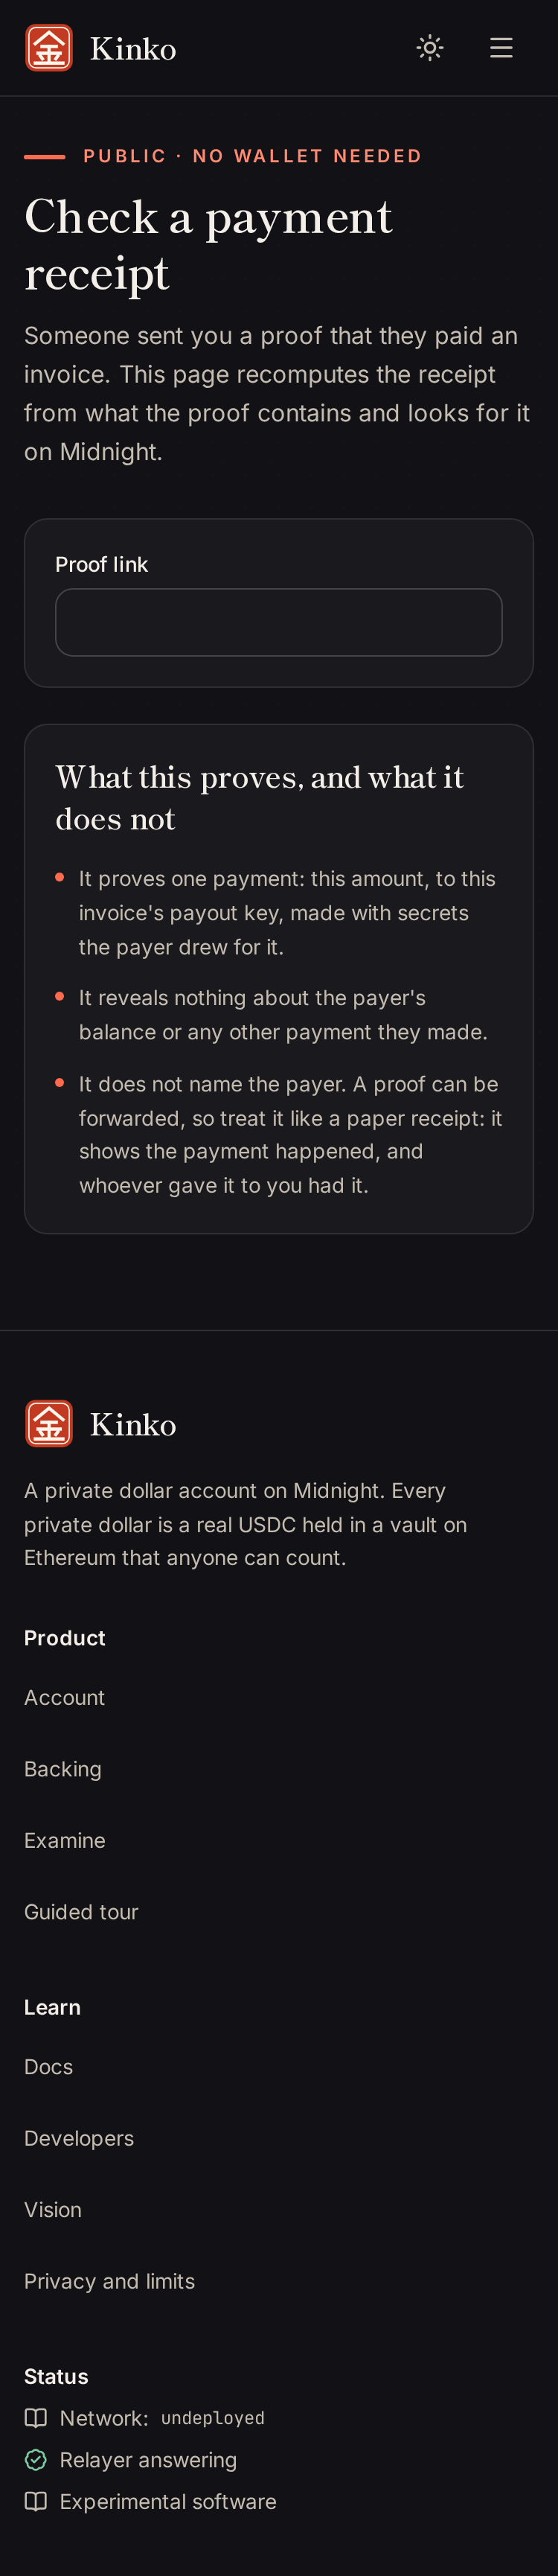 金 Kinko
PUBLIC · NO WALLET NEEDED
Check a payment
receipt
Someone sent you a proof that they paid an
invoice. This page recomputes the receipt
from what the proof contains and looks for it
on Midnight.
Proof link
What this proves, and what it
does not
It proves one payment: this amount, to this
invoice's payout key, made with secrets
the payer drew for it.
It reveals nothing about the payer's
balance or any other payment they made.
It does not name the payer. A proof can be
forwarded, so treat it like a paper receipt: it
shows the payment happened, and
whoever gave it to you had it.
金 Kinko
A private dollar account on Midnight. Every
private dollar is a real USDC held in a vault on
Ethereum that anyone can count.
Product
Account
Backing
Examine
Guided tour
Learn
Docs
Developers
Vision
Privacy and limits
Status
Network: undeployed
Relayer answering
Experimental software